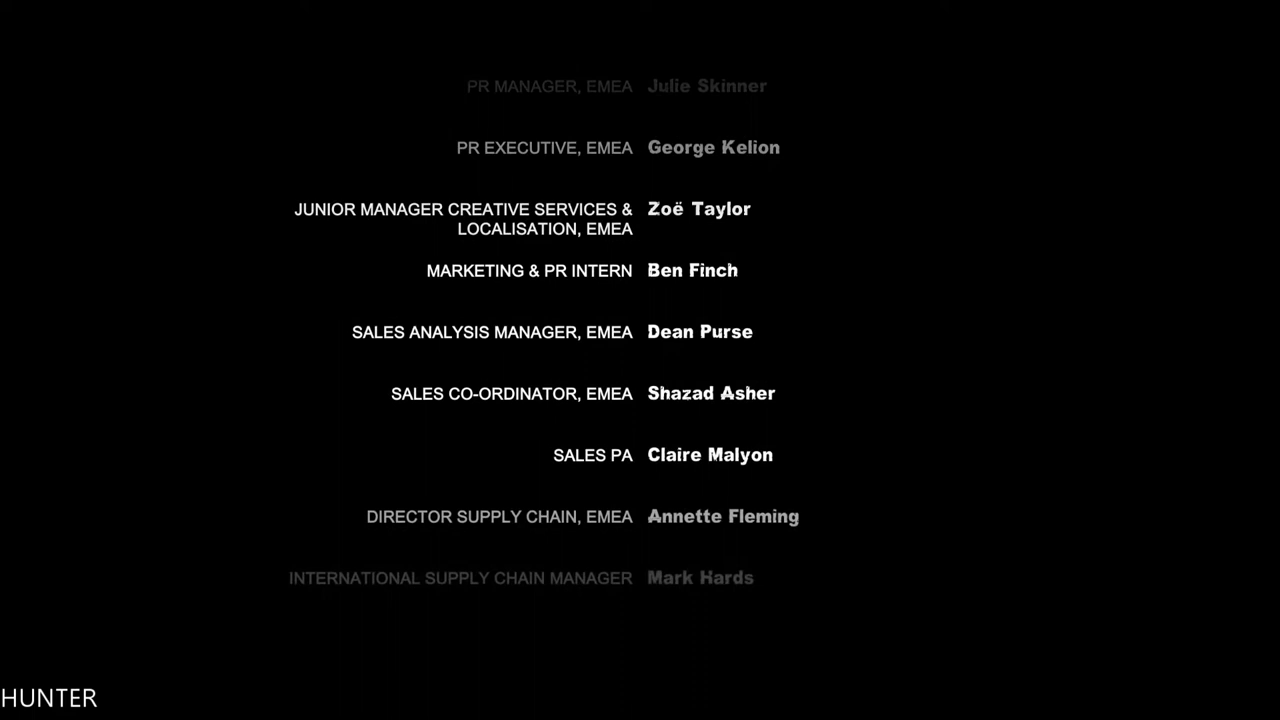 PR MANAGER, EMEA Julie Skinner
PR EXECUTIVE, EMEA George Kelion
JUNIOR MANAGER CREATIVE SERVICES & Zoë Taylor
LOCALISATION, EMEA
MARKETING & PR INTERN Ben Finch
SALES ANALYSIS MANAGER, EMEA Dean Purse
SALES CO-ORDINATOR, EMEA Shazad Asher
SALES PA Claire Malyon
DIRECTOR SUPPLY CHAIN, EMEA Annette Fleming
INTERNATIONAL SUPPLY CHAIN MANAGER Mark Hards
HUNTER